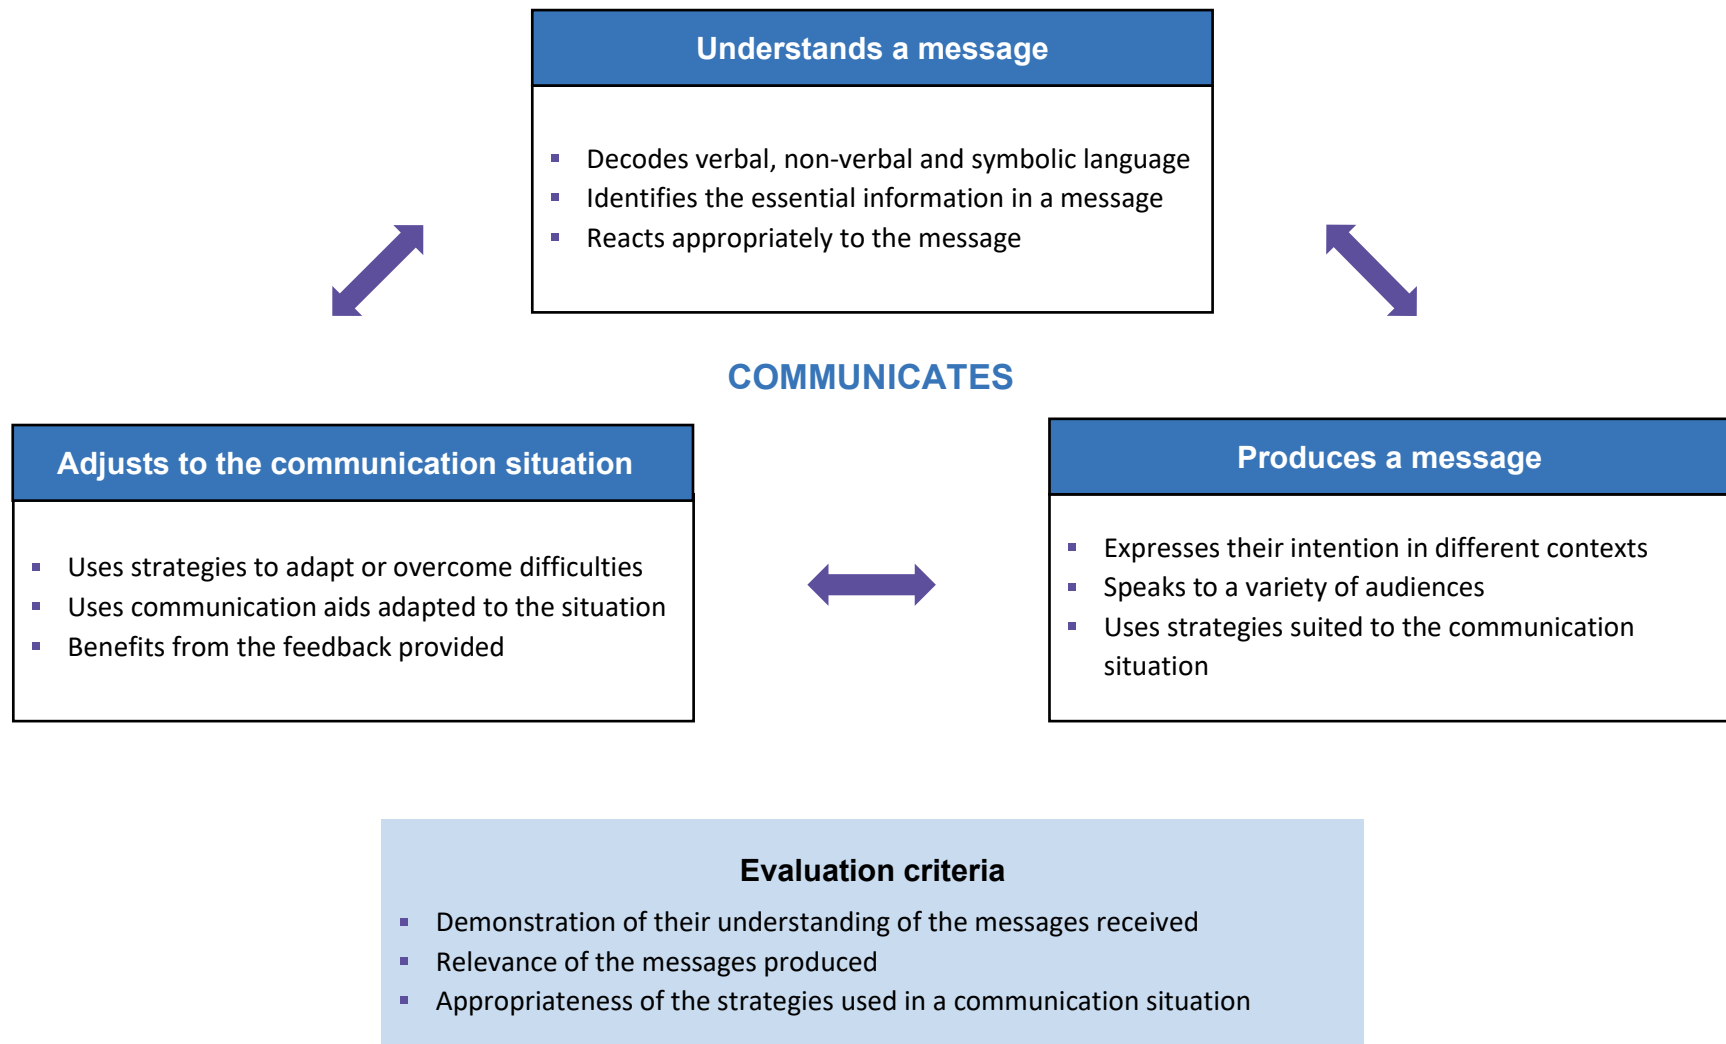 Understands a message
▪ Decodes verbal, non-verbal and symbolic language
▪ Identifies the essential information in a message
▪ Reacts appropriately to the message
COMMUNICATES
Adjusts to the communication situation
▪ Uses strategies to adapt or overcome difficulties
▪ Uses communication aids adapted to the situation
▪ Benefits from the feedback provided
Produces a message
▪ Expresses their intention in different contexts
▪ Speaks to a variety of audiences
▪ Uses strategies suited to the communication
situation
Evaluation criteria
▪ Demonstration of their understanding of the messages received
▪ Relevance of the messages produced
▪ Appropriateness of the strategies used in a communication situation